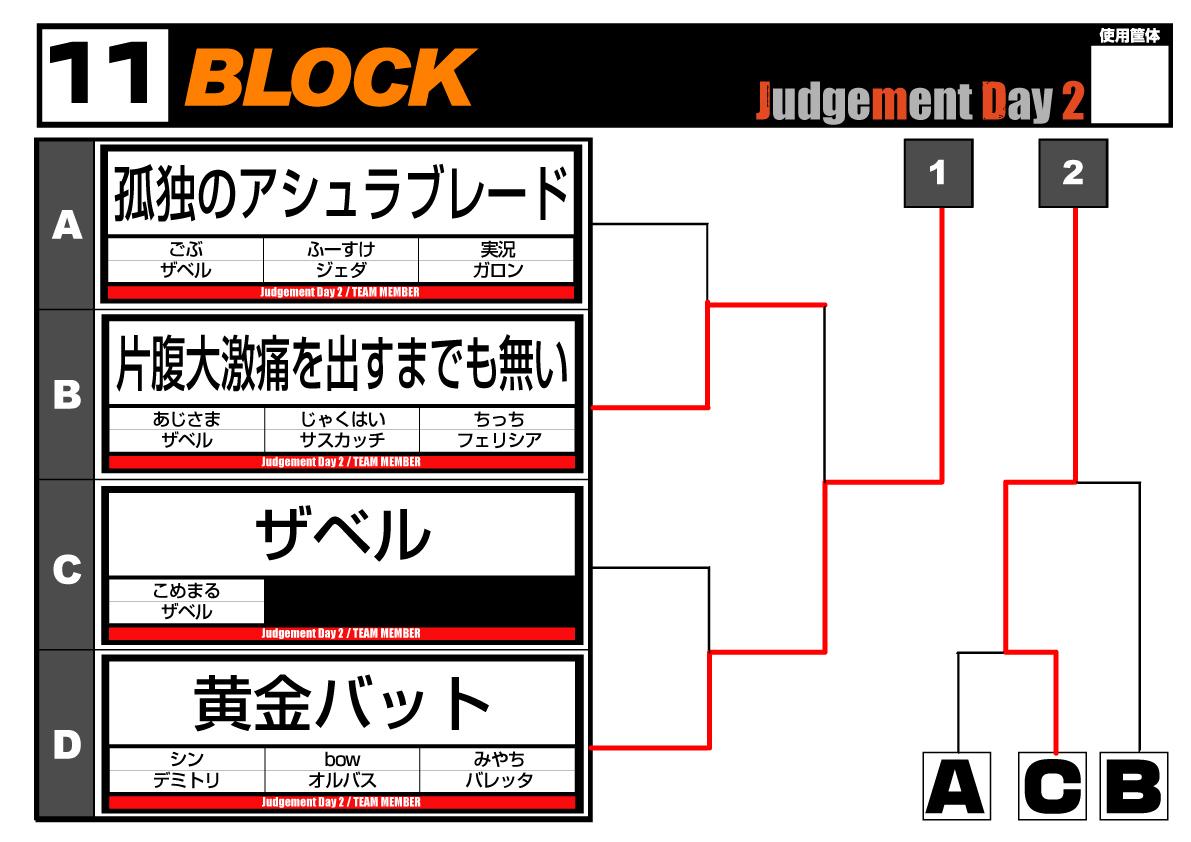 11 BLOCK
使用筐体
Judgement Day 2
A
孤独のアシュラブレード
ごぶ ふーすけ 実況
ザベル ジェダ ガロン
Judgement Day 2 / TEAM MEMBER
B
片腹大激痛を出すまでも無い
あじさま じゃくはい ちっち
ザベル サスカッチ フェリシア
Judgement Day 2 / TEAM MEMBER
C
ザベル
こめまる
ザベル
Judgement Day 2 / TEAM MEMBER
D
黄金バット
シン bow みやち
デミトリ オルバス バレッタ
Judgement Day 2 / TEAM MEMBER
1 2
A C B